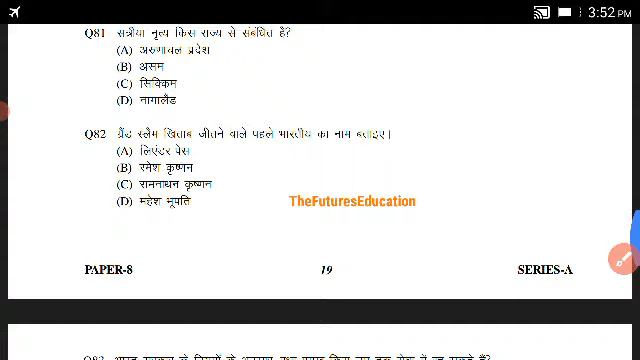 3:52 PM
Q81 सत्रीया नृत्य किस राज्य से संबंधित है?
(A) अरुणाचल प्रदेश
(B) असम
(C) सिक्किम
(D) नागालैंड
Q82 ग्रैंड स्लैम खिताब जीतने वाले पहले भारतीय का नाम बताइए।
(A) लिएंडर पेस
(B) रमेश कृष्णन
(C) रामनाथन कृष्णन
(D) महेश भूपति
TheFuturesEducation
PAPER-8 19 SERIES-A